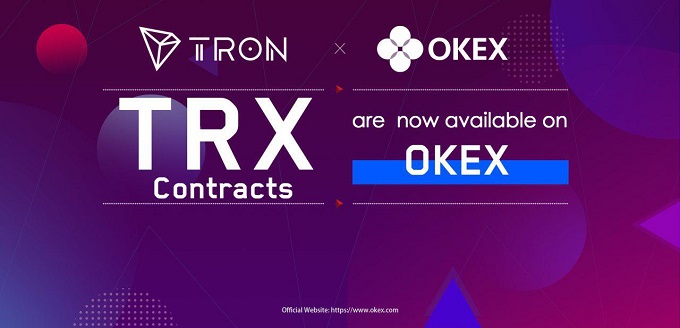 TRON × OKEX
TRX
Contracts
are now available on
OKEX
Official Website: https://www.okex.com